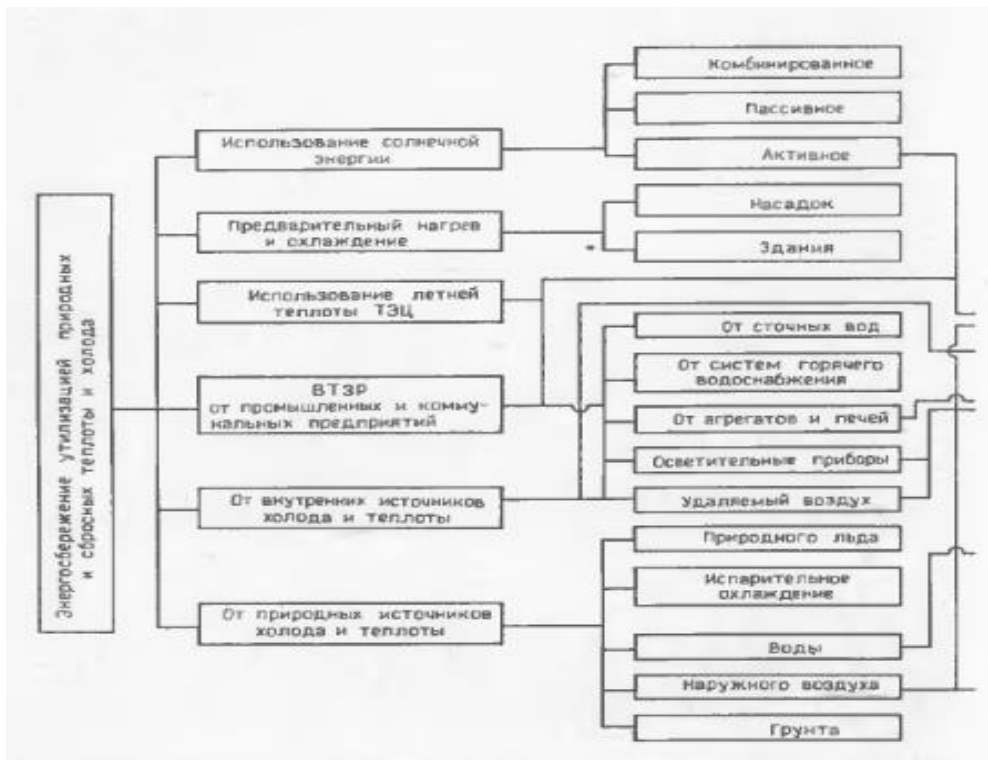 Энергосбережение утилизацией природных
и сбросных теплоты и холода
Использование солнечной
энергии
Предварительный нагрев
и охлаждение
Использование летней
теплоты ТЭЦ
ВТЭР
от промышленных и комму-
нальных предприятий
От внутренних источников
холода и теплоты
От природных источников
холода и теплоты
Комбинированное
Пассивное
Активное
Насадок
Здания
От сточных вод
От систем горячего
водоснабжения
От агрегатов и печей
Осветительные приборы
Удаляемый воздух
Природного льда
Испарительное
охлаждение
Воды
Наружного воздуха
Грунта